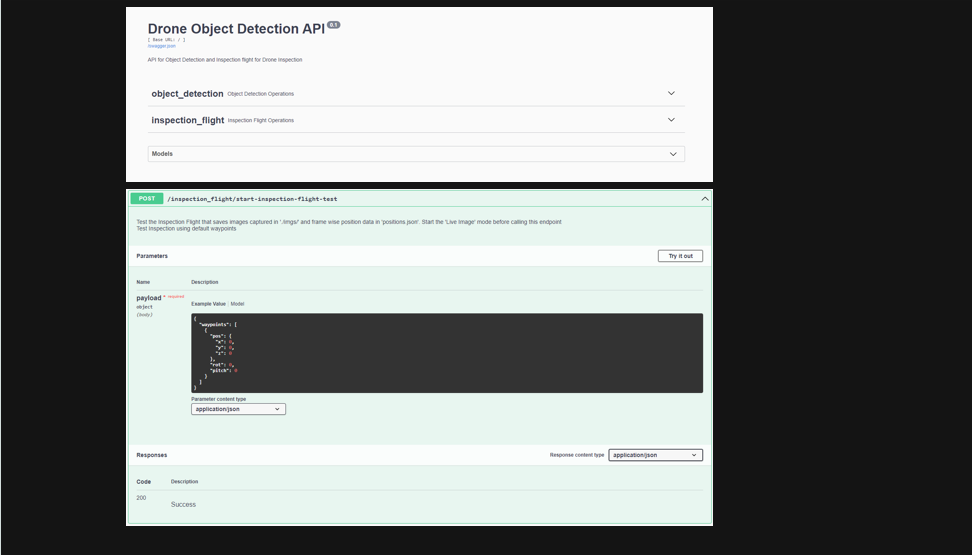 Drone Object Detection API 0.1
[ Base URL: / ]
/swagger.json
API for Object Detection and Inspection flight for Drone Inspection
object_detection Object Detection Operations
inspection_flight Inspection Flight Operations
Models
POST /inspection_flight/start-inspection-flight-test
Test the Inspection Flight that saves images captured in './imgs/' and frame wise position data in 'positions.json'. Start the 'Live Image' mode before calling this endpoint
Test Inspection using default waypoints
Parameters Try it out
Name Description
payload * required
object
(body)
Example Value Model
{
"waypoints": [
{
"pos": {
"x": 0,
"y": 0,
"z": 0
},
"rot": 0,
"pitch": 0
}
]
}
Parameter content type
application/json
Responses Response content type application/json
Code Description
200 Success